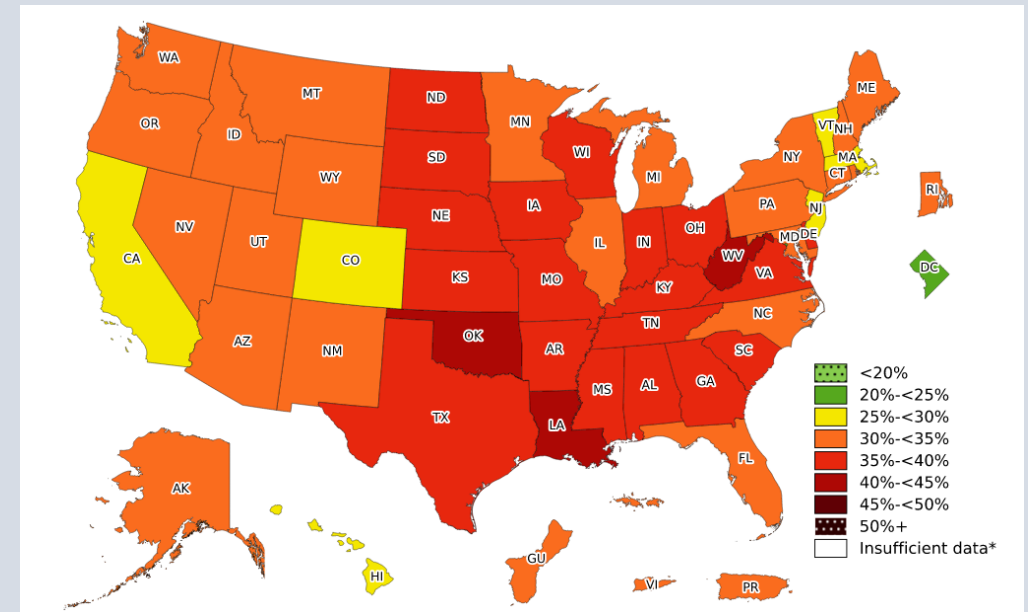 WA
MT
ND
MN
ME
OR
ID
SD
WI
VT
NH
WY
MI
NY
MA
CT
RI
NE
IA
PA
NJ
NV
UT
CO
IL
IN
OH
MD
DE
DC
CA
KS
MO
WV
VA
KY
NC
AZ
NM
OK
AR
TN
SC
TX
MS
AL
GA
LA
FL
AK
HI
GU
VI
PR
<20%
20%-<25%
25%-<30%
30%-<35%
35%-<40%
40%-<45%
45%-<50%
50%+
Insufficient data*